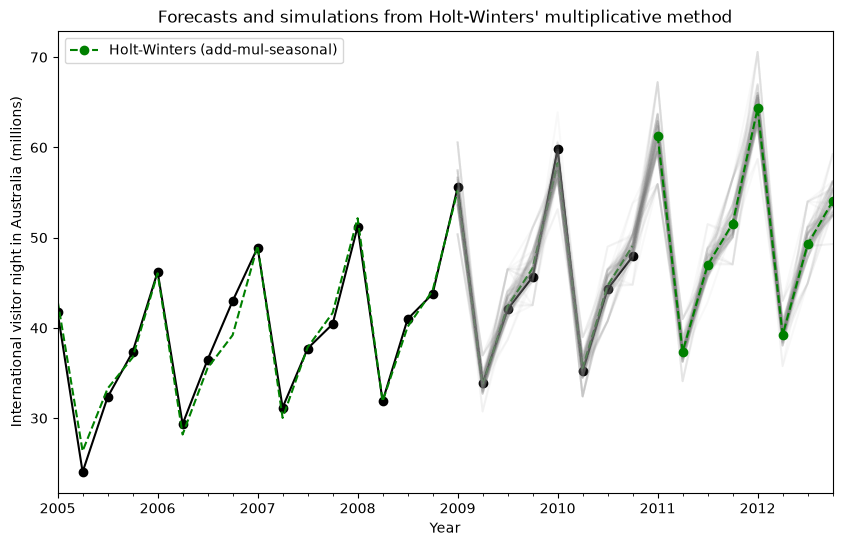 Forecasts and simulations from Holt-Winters' multiplicative method
Holt-Winters (add-mul-seasonal)
International visitor night in Australia (millions)
70
60
50
40
30
2005 2006 2007 2008 2009 2010 2011 2012
Year